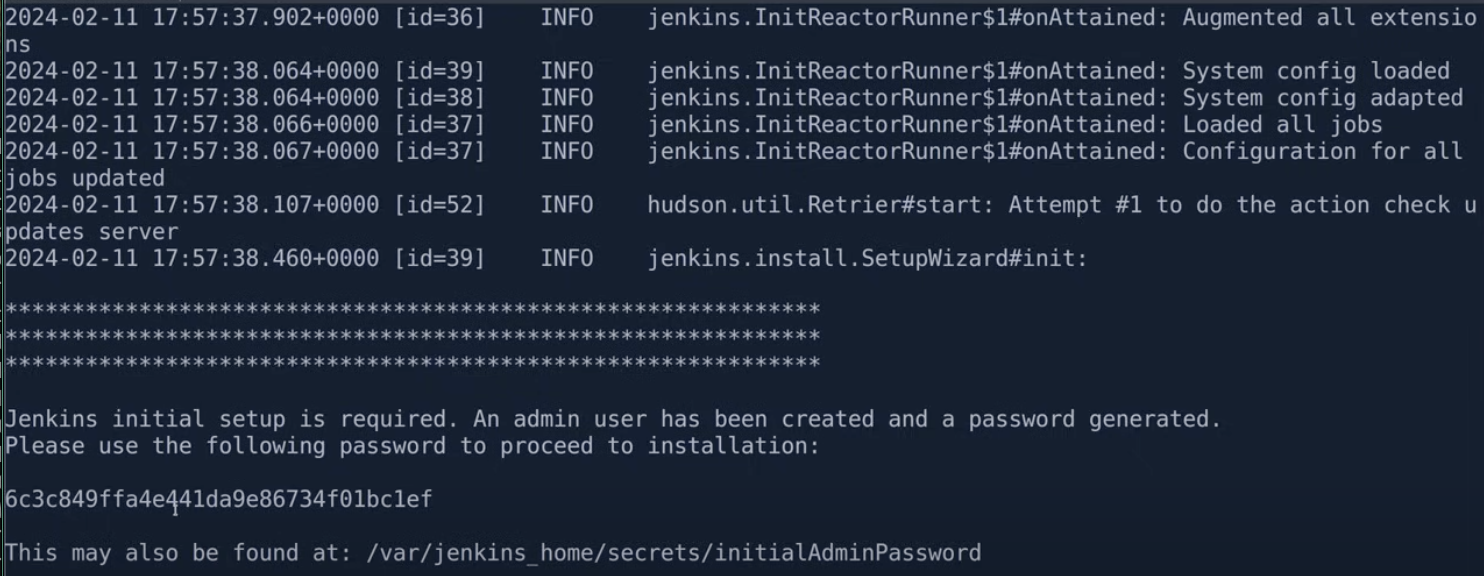 2024-02-11 17:57:37.902+0000 [id=36]    INFO    jenkins.InitReactorRunner$1#onAttained: Augmented all extensio
ns
2024-02-11 17:57:38.064+0000 [id=39]    INFO    jenkins.InitReactorRunner$1#onAttained: System config loaded
2024-02-11 17:57:38.064+0000 [id=38]    INFO    jenkins.InitReactorRunner$1#onAttained: System config adapted
2024-02-11 17:57:38.066+0000 [id=37]    INFO    jenkins.InitReactorRunner$1#onAttained: Loaded all jobs
2024-02-11 17:57:38.067+0000 [id=37]    INFO    jenkins.InitReactorRunner$1#onAttained: Configuration for all
jobs updated
2024-02-11 17:57:38.107+0000 [id=52]    INFO    hudson.util.Retrier#start: Attempt #1 to do the action check u
pdates server
2024-02-11 17:57:38.460+0000 [id=39]    INFO    jenkins.install.SetupWizard#init:
*************************************************************
*************************************************************
*************************************************************
Jenkins initial setup is required. An admin user has been created and a password generated.
Please use the following password to proceed to installation:
6c3c849ffa4e441da9e86734f01bc1ef
This may also be found at: /var/jenkins_home/secrets/initialAdminPassword